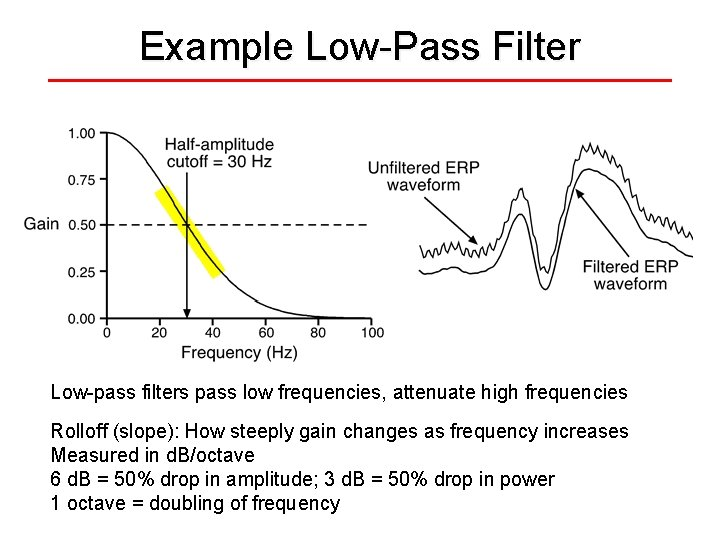 Example Low-Pass Filter
1.00
0.75
Gain 0.50
0.25
0.00
0 20 40 60 80 100
Frequency (Hz)
Half-amplitude
cutoff = 30 Hz
Unfiltered ERP
waveform
Filtered ERP
waveform
Low-pass filters pass low frequencies, attenuate high frequencies
Rolloff (slope): How steeply gain changes as frequency increases
Measured in dB/octave
6 dB = 50% drop in amplitude; 3 dB = 50% drop in power
1 octave = doubling of frequency